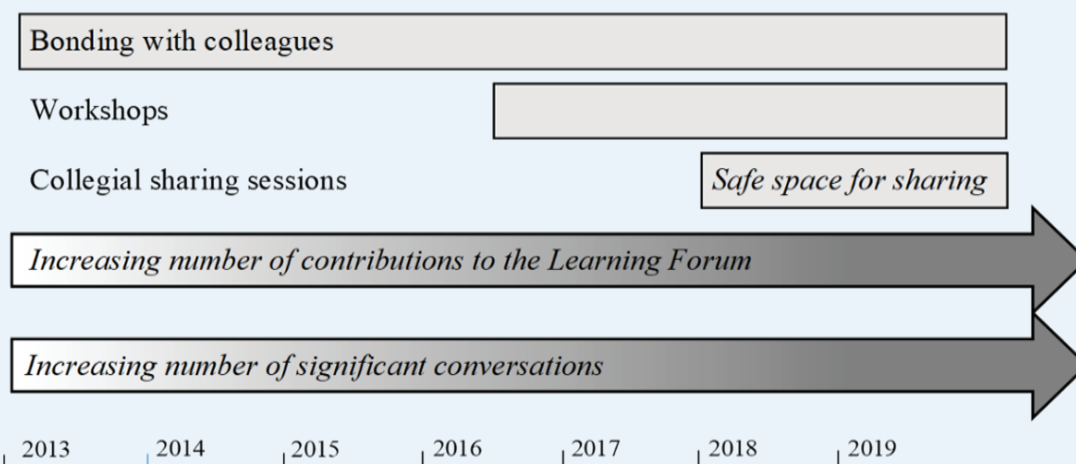 Bonding with colleagues
Workshops
Collegial sharing sessions
Safe space for sharing
Increasing number of contributions to the Learning Forum
Increasing number of significant conversations
2013 2014 2015 2016 2017 2018 2019